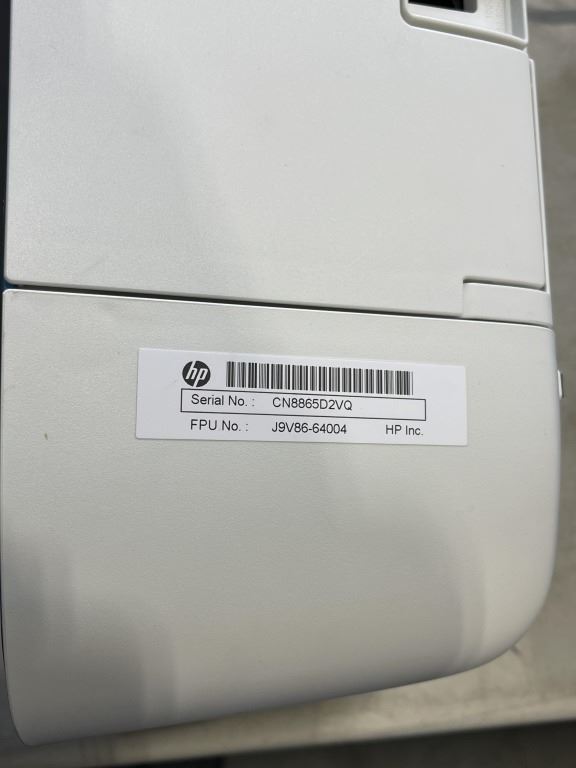 hp
Serial No. : CN8865D2VQ
FPU No. : J9V86-64004 HP Inc.